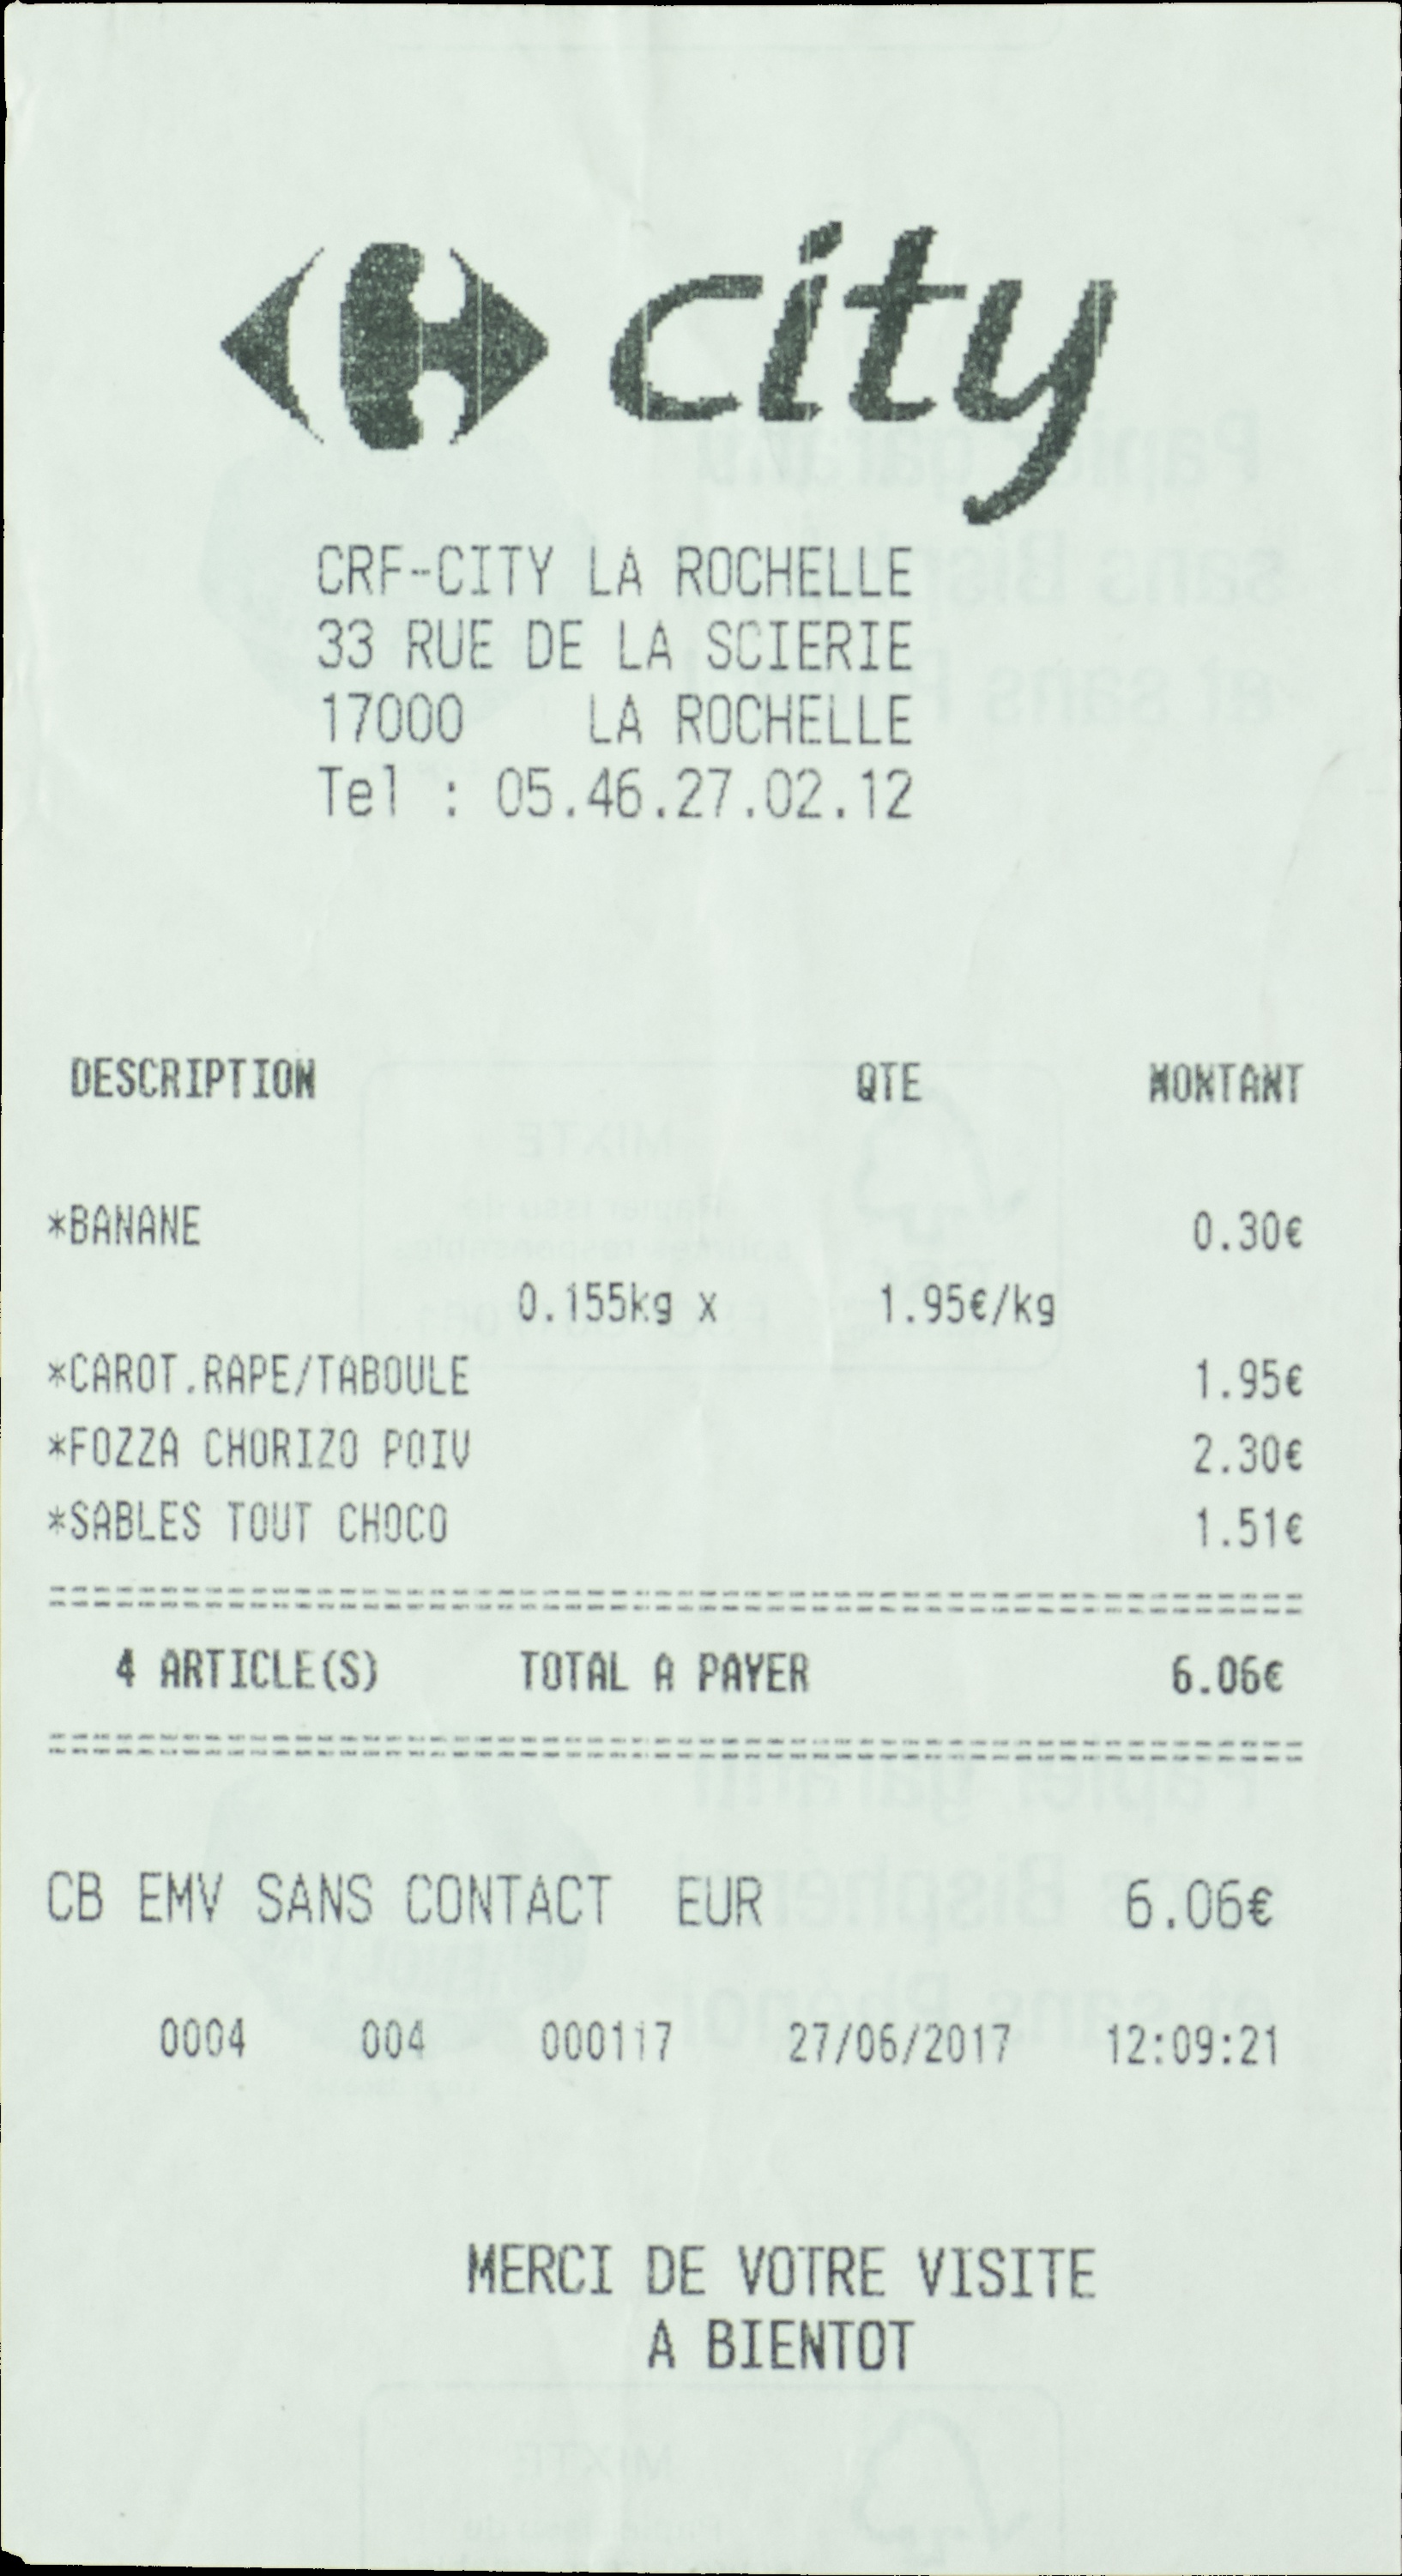 city
CRF-CITY LA ROCHELLE
33 RUE DE LA SCIERIE
17000 LA ROCHELLE
Tel : 05.46.27.02.12
DESCRIPTION QTE MONTANT
*BANANE 0.30€
0.155kg x 1.95€/kg
*CAROT.RAPE/TABOULE 1.95€
*FOZZA CHORIZO POIV 2.30€
*SABLES TOUT CHOCO 1.51€
4 ARTICLE(S) TOTAL A PAYER 6.06€
CB EMV SANS CONTACT EUR 6.06€
0004 004 000117 27/06/2017 12:09:21
MERCI DE VOTRE VISITE
A BIENTOT